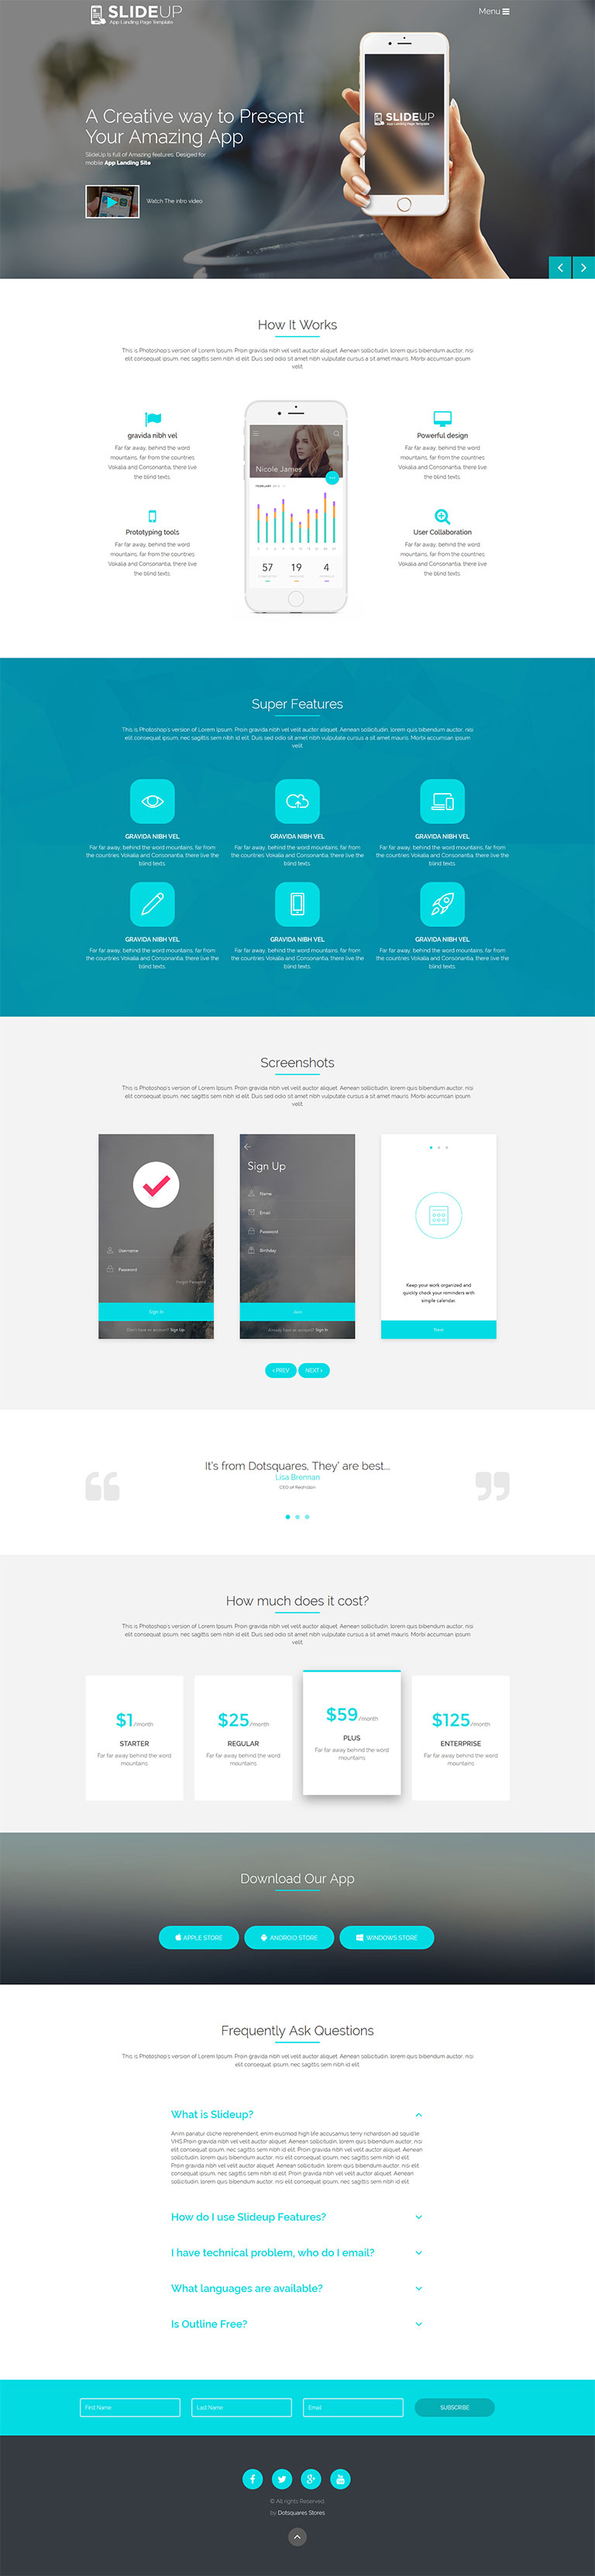 SLIDEUP
App Landing Page Template
Menu
SLIDEUP
App Landing Page Template
A Creative way to Present
Your Amazing App
SlideUp Is full of Amazing features. Desiged for
mobile App Landing Site
Watch The intro video
How It Works
This is Photoshop's version of Lorem Ipsum. Proin gravida nibh vel velit auctor aliquet. Aenean sollicitudin, lorem quis bibendum auctor, nisi
elit consequat ipsum, nec sagittis sem nibh id elit. Duis sed odio sit amet nibh vulputate cursus a sit amet mauris. Morbi accumsan ipsum
velit.
gravida nibh vel
Far far away, behind the word
mountains, far from the countries
Vokalia and Consonantia, there live
the blind texts.
Prototyping tools
Far far away, behind the word
mountains, far from the countries
Vokalia and Consonantia, there live
the blind texts.
Nicole James
FEBRUARY
57
19
4
Powerful design
Far far away, behind the word
mountains, far from the countries
Vokalia and Consonantia, there live
the blind texts.
User Collaboration
Far far away, behind the word
mountains, far from the countries
Vokalia and Consonantia, there live
the blind texts.
Super Features
This is Photoshop's version of Lorem Ipsum. Proin gravida nibh vel velit auctor aliquet. Aenean sollicitudin, lorem quis bibendum auctor, nisi
elit consequat ipsum, nec sagittis sem nibh id elit. Duis sed odio sit amet nibh vulputate cursus a sit amet mauris. Morbi accumsan ipsum
velit.
GRAVIDA NIBH VEL
Far far away, behind the word mountains, far from
the countries Vokalia and Consonantia, there live the
blind texts.
GRAVIDA NIBH VEL
Far far away, behind the word mountains, far from
the countries Vokalia and Consonantia, there live the
blind texts.
GRAVIDA NIBH VEL
Far far away, behind the word mountains, far from
the countries Vokalia and Consonantia, there live the
blind texts.
GRAVIDA NIBH VEL
Far far away, behind the word mountains, far from
the countries Vokalia and Consonantia, there live the
blind texts.
GRAVIDA NIBH VEL
Far far away, behind the word mountains, far from
the countries Vokalia and Consonantia, there live the
blind texts.
GRAVIDA NIBH VEL
Far far away, behind the word mountains, far from
the countries Vokalia and Consonantia, there live the
blind texts.
Screenshots
This is Photoshop's version of Lorem Ipsum. Proin gravida nibh vel velit auctor aliquet. Aenean sollicitudin, lorem quis bibendum auctor, nisi
elit consequat ipsum, nec sagittis sem nibh id elit. Duis sed odio sit amet nibh vulputate cursus a sit amet mauris. Morbi accumsan ipsum
velit.
Username
Password
Forgot Password
Sign In
Don't have an account? Sign Up
Sign Up
Name
Email
Password
Birthday
Join
Already have an account? Sign In
Keep your work organized and
quickly check your reminders with
simple calendar.
Next
< PREV
NEXT >
It's from Dotsquares, They' are best...
Lisa Brennan
CEO of
How much does it cost?
This is Photoshop's version of Lorem Ipsum. Proin gravida nibh vel velit auctor aliquet. Aenean sollicitudin, lorem quis bibendum auctor, nisi
elit consequat ipsum, nec sagittis sem nibh id elit. Duis sed odio sit amet nibh vulputate cursus a sit amet mauris. Morbi accumsan ipsum
velit.
$1/month
STARTER
Far far away behind the word
mountains
$25/month
REGULAR
Far far away behind the word
mountains
$59/month
PLUS
Far far away behind the word
mountains
$125/month
ENTERPRISE
Far far away behind the word
mountains
Download Our App
APPLE STORE
ANDROID STORE
WINDOWS STORE
Frequently Ask Questions
This is Photoshop's version of Lorem Ipsum. Proin gravida nibh vel velit auctor aliquet. Aenean sollicitudin, lorem quis bibendum auctor, nisi
elit consequat ipsum, nec sagittis sem nibh id elit
What is Slideup?
Anim pariatur cliche reprehenderit, enim eiusmod high life accusamus terry richardson ad squid te
VHS Proin gravida nibh vel velit auctor aliquet. Aenean sollicitudin, lorem quis bibendum auctor, nisi
elit consequat ipsum, nec sagittis sem nibh id elit. Proin gravida nibh vel velit auctor aliquet. Aenean
sollicitudin, lorem quis bibendum auctor, nisi elit consequat ipsum, nec sagittis sem nibh id elit.
Proin gravida nibh vel velit auctor aliquet. Aenean sollicitudin, lorem quis bibendum auctor, nisi elit
consequat ipsum, nec sagittis sem nibh id elit. Proin gravida nibh vel velit auctor aliquet. Aenean
sollicitudin, lorem quis bibendum auctor, nisi elit consequat ipsum, nec sagittis sem nibh id elit
How do I use Slideup Features?
I have technical problem, who do I email?
What languages are available?
Is Outline Free?
First Name
Last Name
Email
SUBSCRIBE
© All rights Reserved.
by Dotsquares Stores